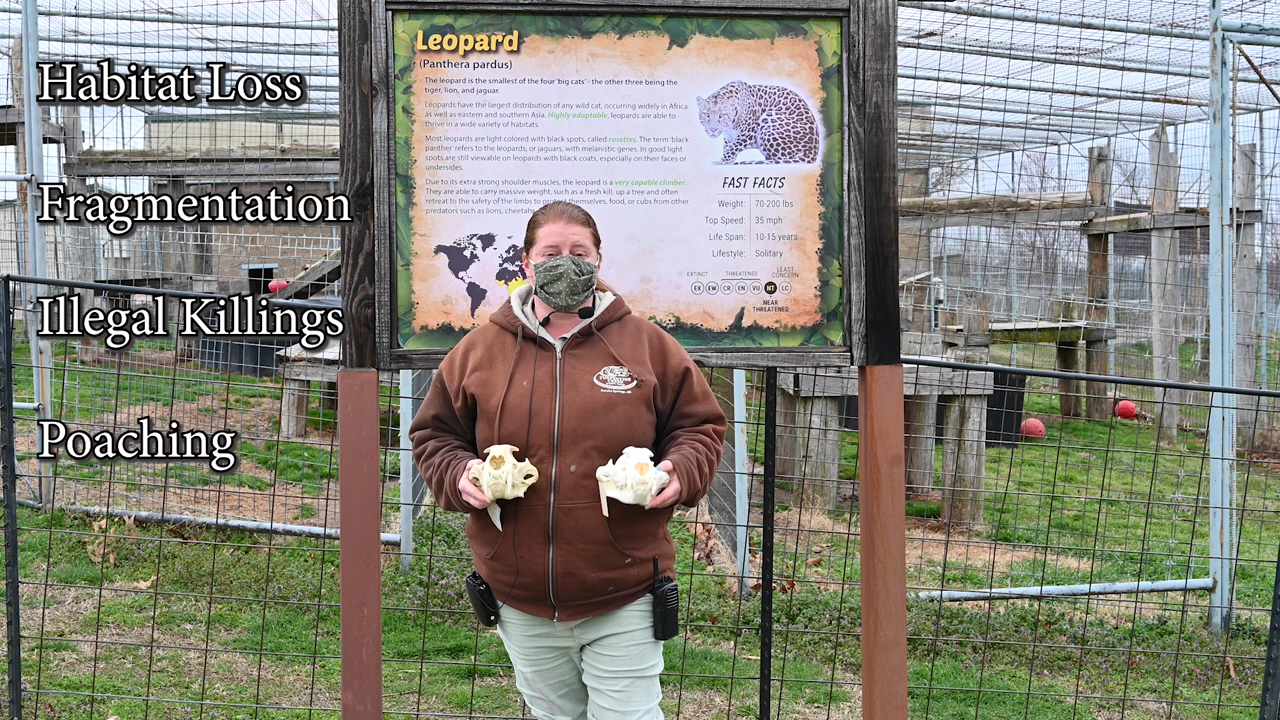 Habitat Loss
Fragmentation
Illegal Killings
Poaching
Leopard
(Panthera pardus)
The leopard is the smallest of the four 'big cats' - the other three being the
tiger, lion, and jaguar.
Leopards have the largest distribution of any wild cat, occurring widely in Africa
as well as eastern and southern Asia. Highly adaptable, leopards are able to
thrive in a wide variety of habitats.
Most leopards are light colored with black spots, called rosettes. The term 'black
panther' refers to the leopards, or jaguars, with melanistic genes. In good light
spots are still viewable on leopards with black coats, especially on their faces or
undersides.
Due to its extra strong shoulder muscles, the leopard is a very capable climber.
They are able to carry massive weight, such as a fresh kill, up a tree and often
retreat to the safety of the limbs to protect themselves, food, or cubs from other
predators such as lions, cheetah
FAST FACTS
Weight: 70-200 lbs
Top Speed: 35 mph
Life Span: 10-15 years
Lifestyle: Solitary
EXTINCT THREATENED LEAST
CONCERN
EX EW CR EN VU NT LC
NEAR
THREATENED